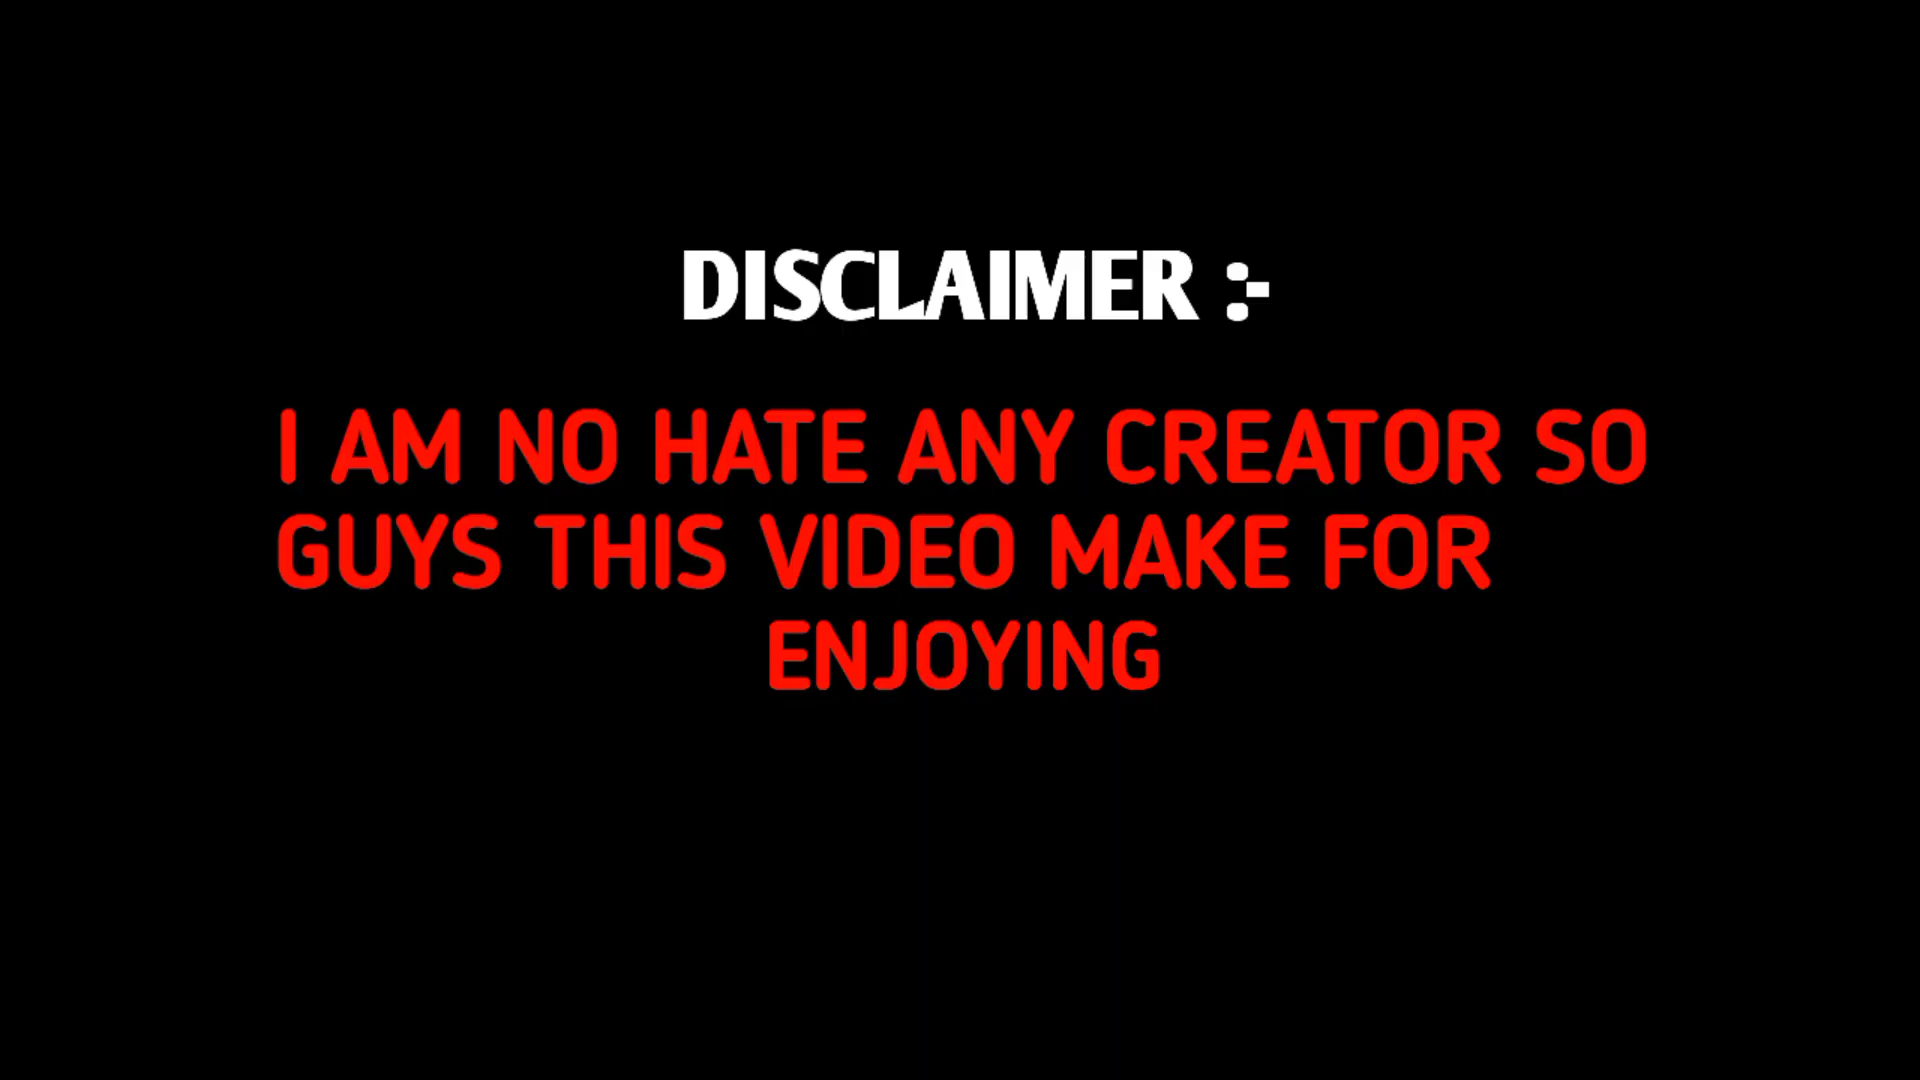 DISCLAIMER :-
I AM NO HATE ANY CREATOR SO
GUYS THIS VIDEO MAKE FOR
ENJOYING